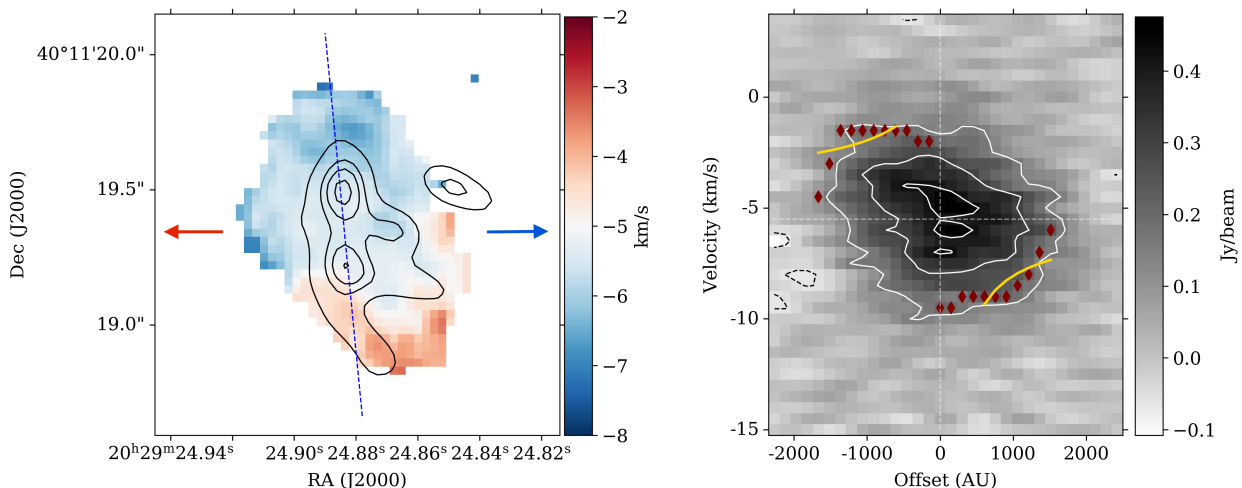 40°11'20.0"
19.5"
19.0"
Dec (J2000)
20ʰ29ᵐ24.94ˢ
24.90ˢ
24.88ˢ
24.86ˢ
24.84ˢ
24.82ˢ
RA (J2000)
−2
−3
−4
−5
−6
−7
−8
km/s
0
-5
-10
-15
Velocity (km/s)
-2000
-1000
0
1000
2000
Offset (AU)
0.4
0.3
0.2
0.1
0.0
−0.1
Jy/beam